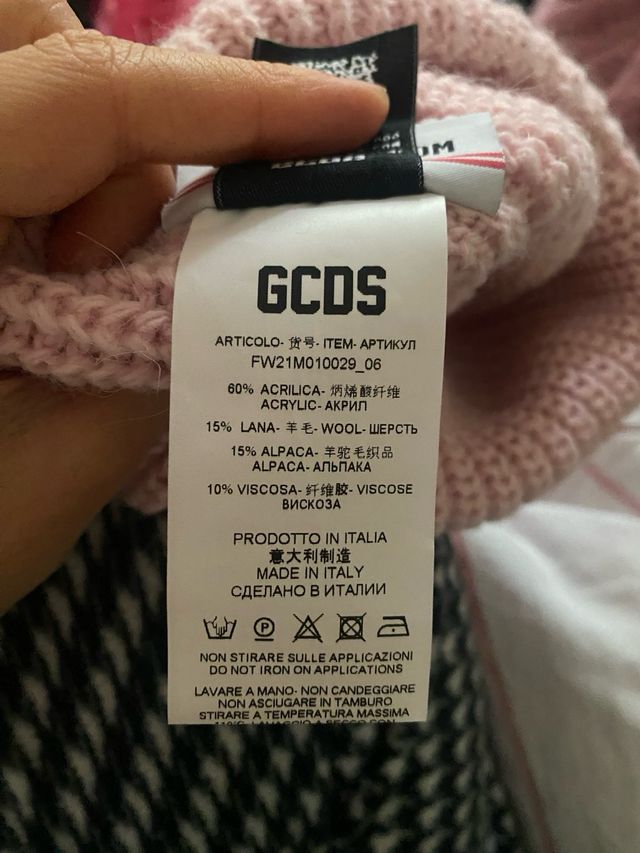 GCDS
ARTICOLO- 货号- ITEM- АРТИКУЛ
FW21M010029_06
60% ACRILICA- 炳烯酸纤维
ACRYLIC- АКРИЛ
15% LANA- 羊毛- WOOL- ШЕРСТЬ
15% ALPACA- 羊驼毛织品
ALPACA- АЛЬПАКА
10% VISCOSA- 纤维胶- VISCOSE
ВИСКОЗА
PRODOTTO IN ITALIA
意大利制造
MADE IN ITALY
СДЕЛАНО В ИТАЛИИ
P
NON STIRARE SULLE APPLICAZIONI
DO NOT IRON ON APPLICATIONS
LAVARE A MANO- NON CANDEGGIARE
NON ASCIUGARE IN TAMBURO
STIRARE A TEMPERATURA MASSIMA